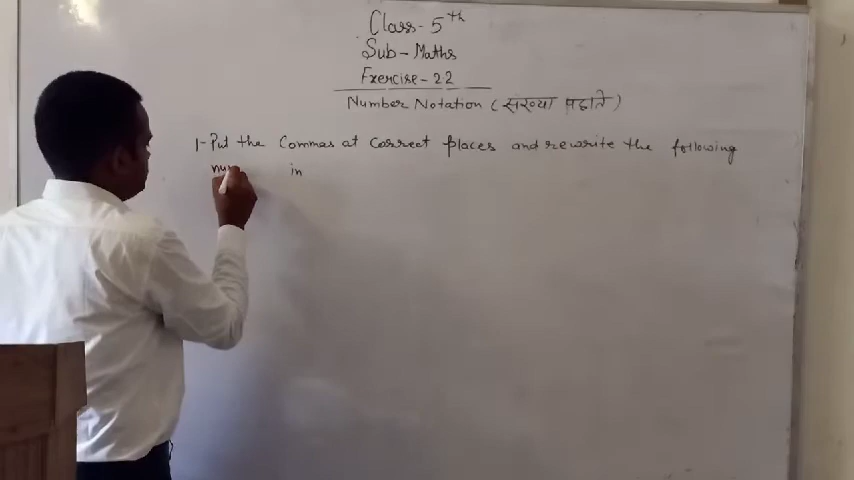 Class- 5th
Sub- Maths
Exercise- 22
Number Notation ( संख्या पद्धति )
1- Put the Commas at correct places and rewrite the following
nu in